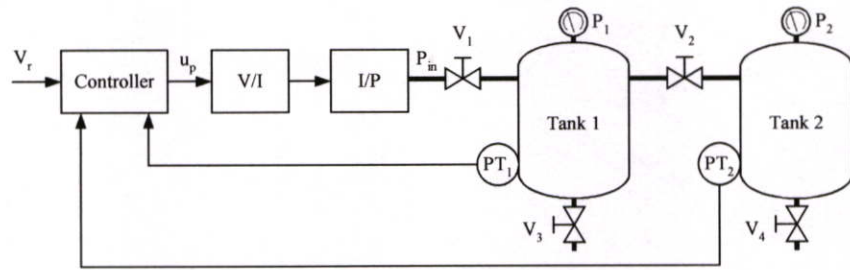 V_r
Controller
u_p
V/I
I/P
P_in
V_1
P_1
V_2
P_2
Tank 1
Tank 2
PT_1
PT_2
V_3
V_4